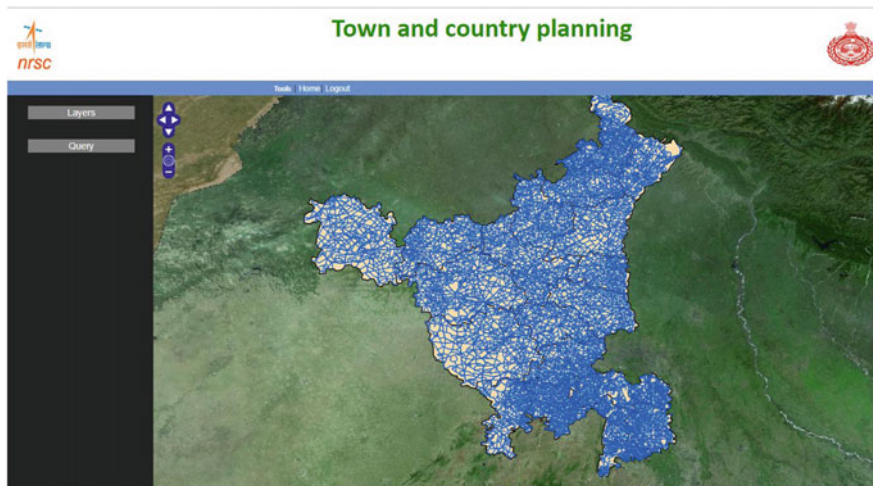 Town and country planning
nrsc
Tools Home Logout
Layers
Query